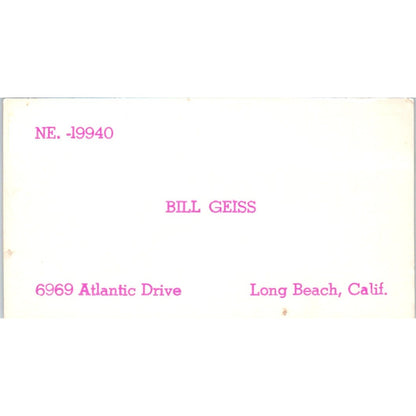 NE. -19940
BILL GEISS
6969 Atlantic Drive Long Beach, Calif.